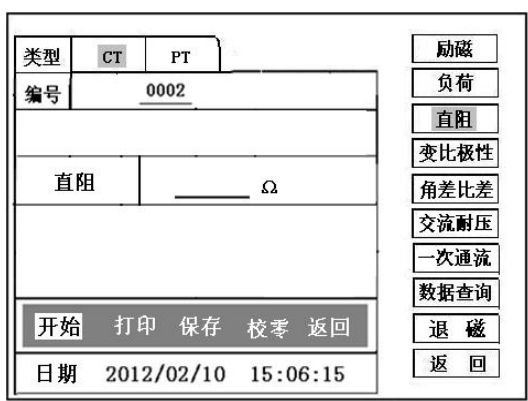 类型 CT PT
编号 0002
直阻 Ω
开始 打印 保存 校零 返回
日期 2012/02/10 15:06:15
励磁
负荷
直阻
变比极性
角差比差
交流耐压
一次通流
数据查询
退 磁
返 回